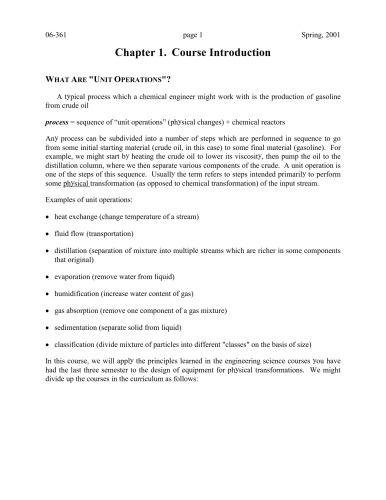 06-361 page 1 Spring, 2001
Chapter 1. Course Introduction
WHAT ARE "UNIT OPERATIONS"?
A typical process which a chemical engineer might work with is the production of gasoline
from crude oil
process = sequence of “unit operations” (physical changes) + chemical reactors
Any process can be subdivided into a number of steps which are performed in sequence to go
from some initial starting material (crude oil, in this case) to some final material (gasoline). For
example, we might start by heating the crude oil to lower its viscosity, then pump the oil to the
distillation column, where we then separate various components of the crude. A unit operation is
one of the steps of this sequence. Usually the term refers to steps intended primarily to perform
some physical transformation (as opposed to chemical transformation) of the input stream.
Examples of unit operations:
• heat exchange (change temperature of a stream)
• fluid flow (transportation)
• distillation (separation of mixture into multiple streams which are richer in some components
that original)
• evaporation (remove water from liquid)
• humidification (increase water content of gas)
• gas absorption (remove one component of a gas mixture)
• sedimentation (separate solid from liquid)
• classification (divide mixture of particles into different "classes" on the basis of size)
In this course, we will apply the principles learned in the engineering science courses you have
had the last three semester to the design of equipment for physical transformations. We might
divide up the courses in the curriculum as follows: